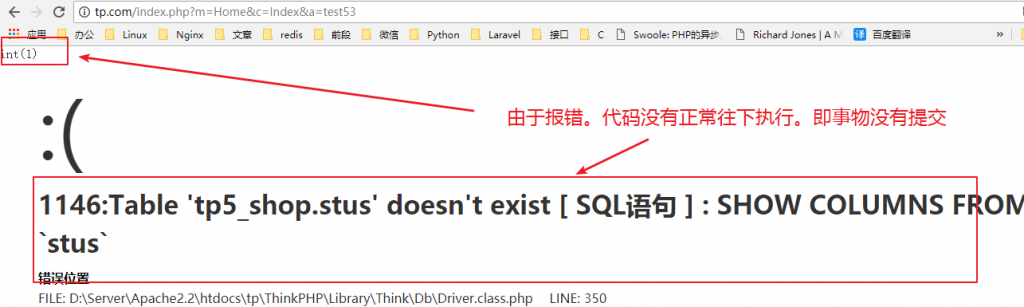 tp.com/index.php?m=Home&c=Index&a=test53
应用 办公 Linux Nginx 文章 redis 前段 微信 Python Laravel 接口 C Swoole: PHP的异步. Richard Jones | A M 译 百度翻译 »
int(1)
:(
由于报错。代码没有正常往下执行。即事物没有提交
1146:Table 'tp5_shop.stus' doesn't exist [ SQL语句 ] : SHOW COLUMNS FROM
`stus`
错误位置
FILE: D:\Server\Apache2.2\htdocs\tp\ThinkPHP\Library\Think\Db\Driver.class.php LINE: 350